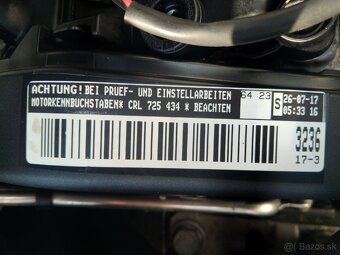 ACHTUNG! BEI PRUEF- UND EINSTELLARBEITEN
MOTORKENNBUCHSTABEN* CRL 725 434 * BEACHTEN
54 23
S
26-07-17
05:33 16
3236
17-3
bazos.sk